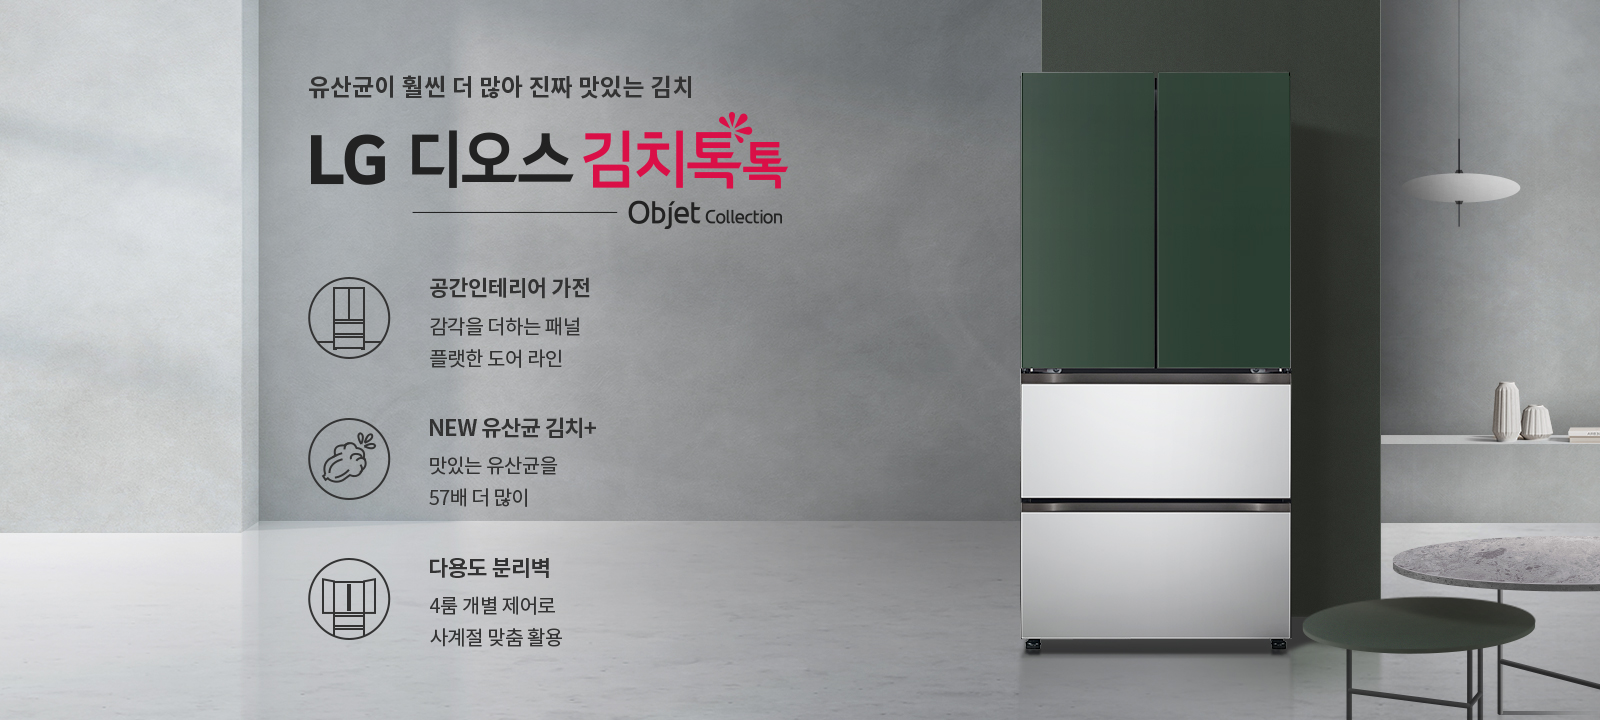 유산균이 훨씬 더 많아 진짜 맛있는 김치
LG 디오스 김치톡톡
Objet Collection
공간인테리어 가전
감각을 더하는 패널
플랫한 도어 라인
NEW 유산균 김치+
맛있는 유산균을
57배 더 많이
다용도 분리벽
4룸 개별 제어로
사계절 맞춤 활용